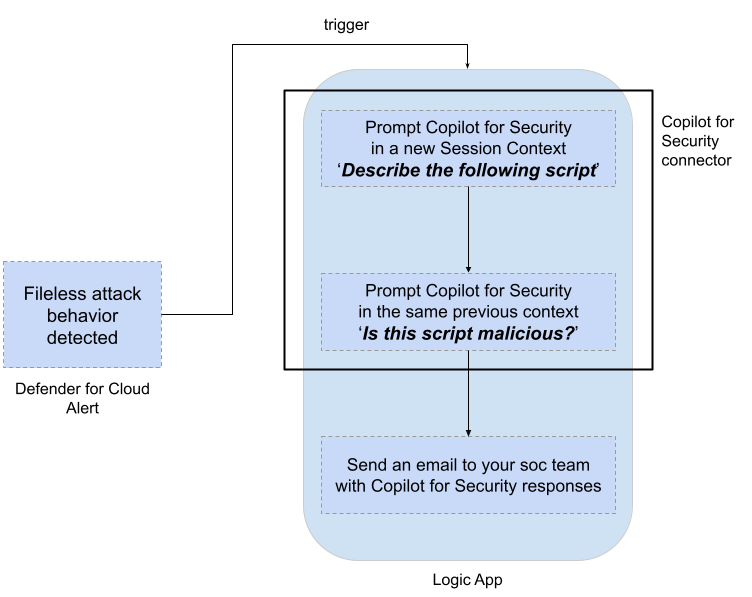 trigger
Prompt Copilot for Security
in a new Session Context
‘Describe the following script’
Copilot for
Security
connector
Fileless attack
behavior
detected
Defender for Cloud
Alert
Prompt Copilot for Security
in the same previous context
‘Is this script malicious?’
Send an email to your soc team
with Copilot for Security responses
Logic App